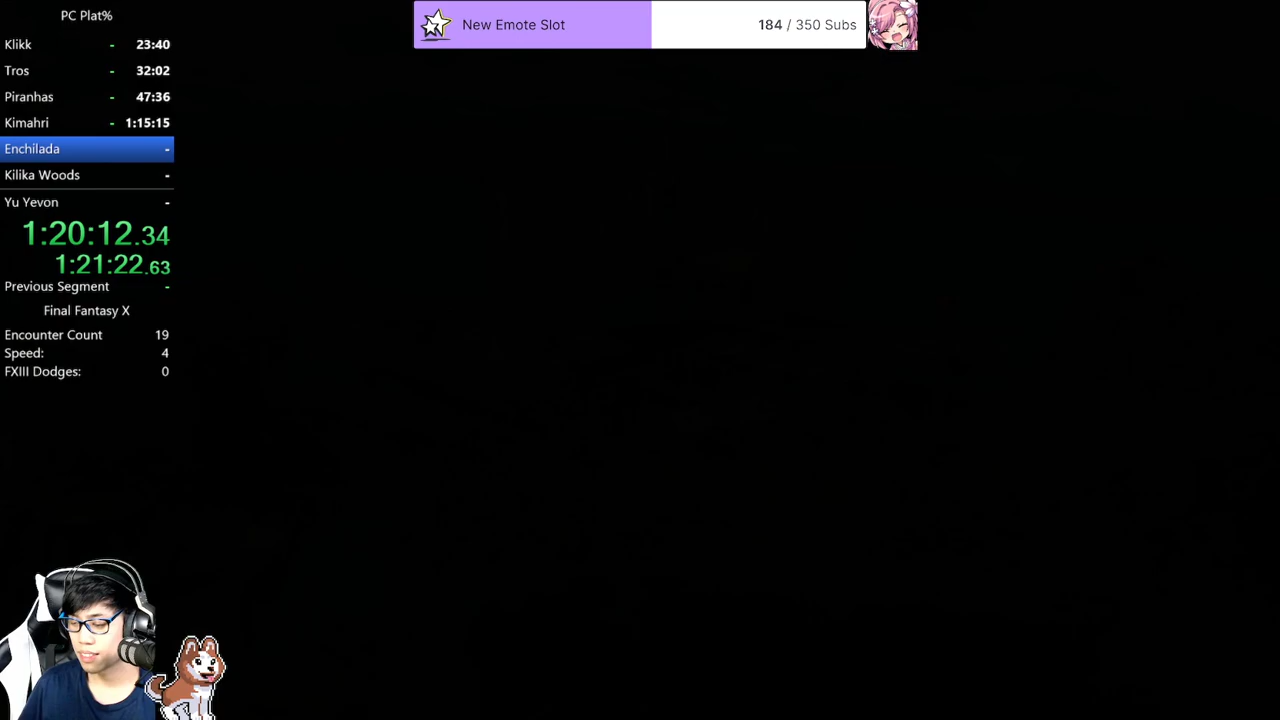 PC Plat%
New Emote Slot 184 / 350 Subs
Klikk - 23:40
Tros - 32:02
Piranhas - 47:36
Kimahri - 1:15:15
Enchilada -
Kilika Woods -
Yu Yevon -
1:20:12.34
1:21:22.63
Previous Segment -
Final Fantasy X
Encounter Count 19
Speed: 4
FXIII Dodges: 0